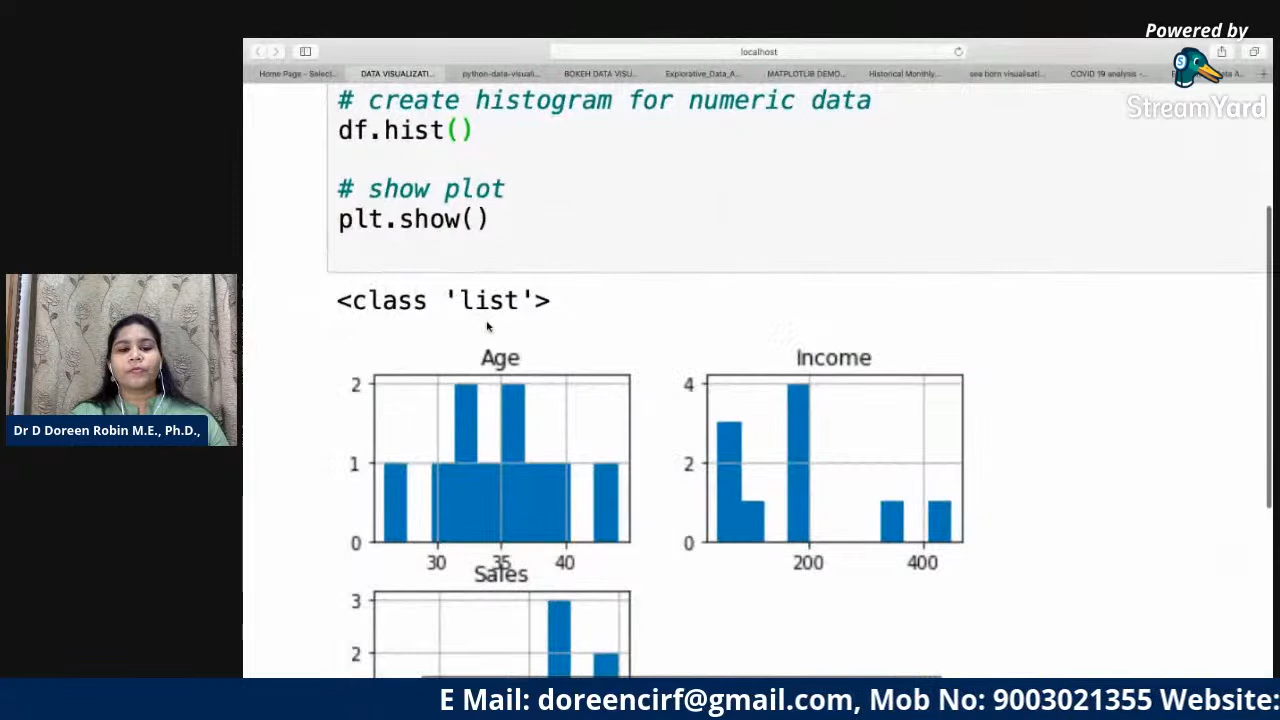 Powered by
StreamYard
localhost
Home Page - Select...
DATA VISUALIZATI...
python-data-visuali...
BOKEH DATA VISU...
Explorative_Data_A...
MATPLOTLIB DEMO...
Historical Monthly...
sea born visualisati...
COVID 19 analysis -...
# create histogram for numeric data
df.hist()
# show plot
plt.show()
<class 'list'>
Age
2
1
0
30 35 40
Income
4
2
0
200 400
Sales
3
2
Dr D Doreen Robin M.E., Ph.D.,
E Mail: doreencirf@gmail.com, Mob No: 9003021355 Website: